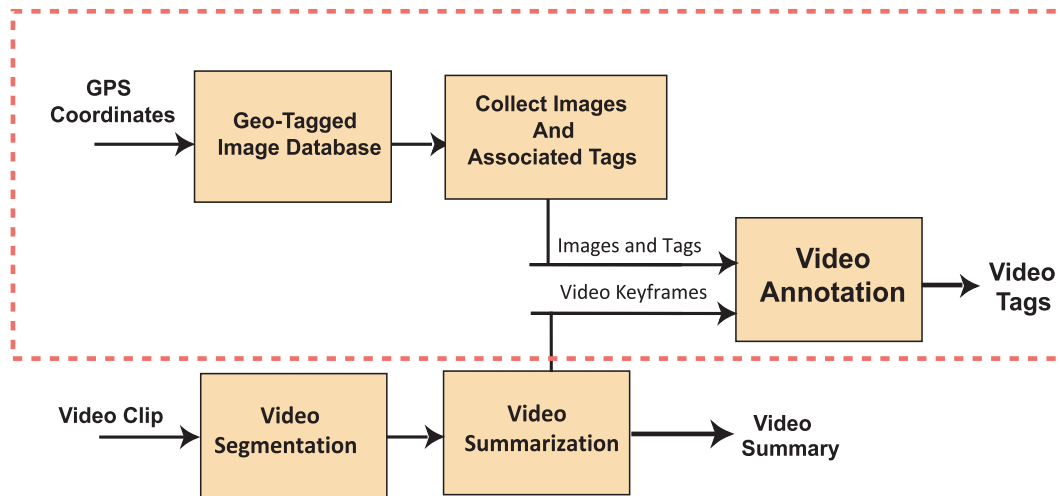 GPS
Coordinates
Geo-Tagged
Image Database
Collect Images
And
Associated Tags
Images and Tags
Video Keyframes
Video
Annotation
Video
Tags
Video Clip
Video
Segmentation
Video
Summarization
Video
Summary